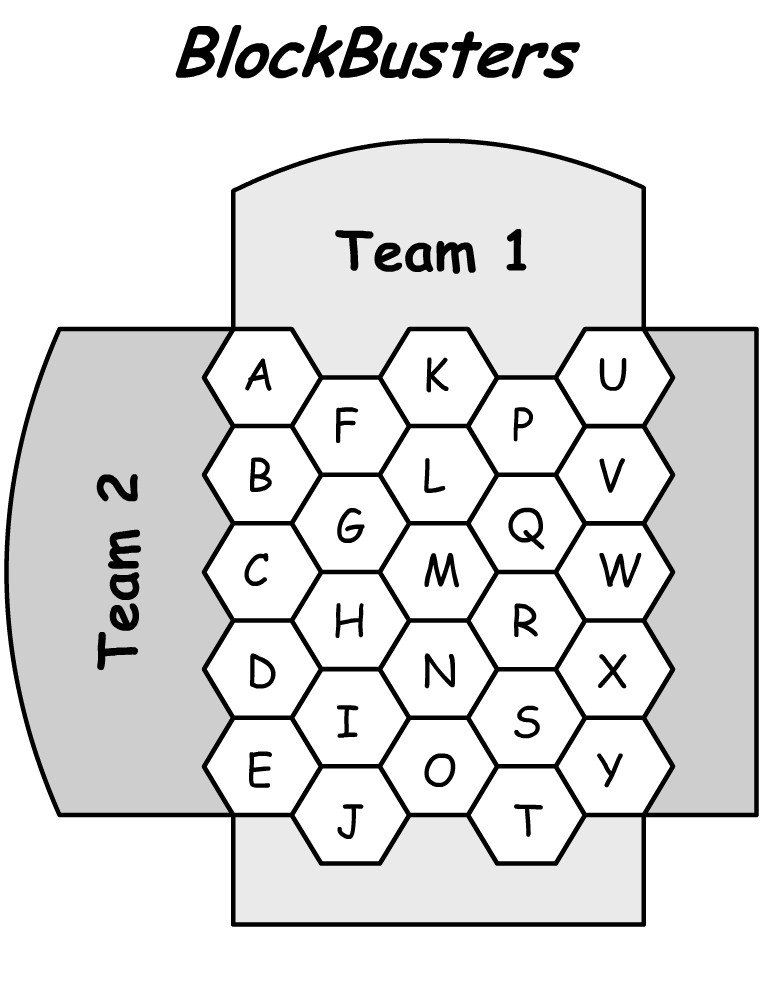 BlockBusters
Team 1
Team 2
A K U
F P
B L V
G Q
C M W
H R
D N X
I S
E O Y
J T